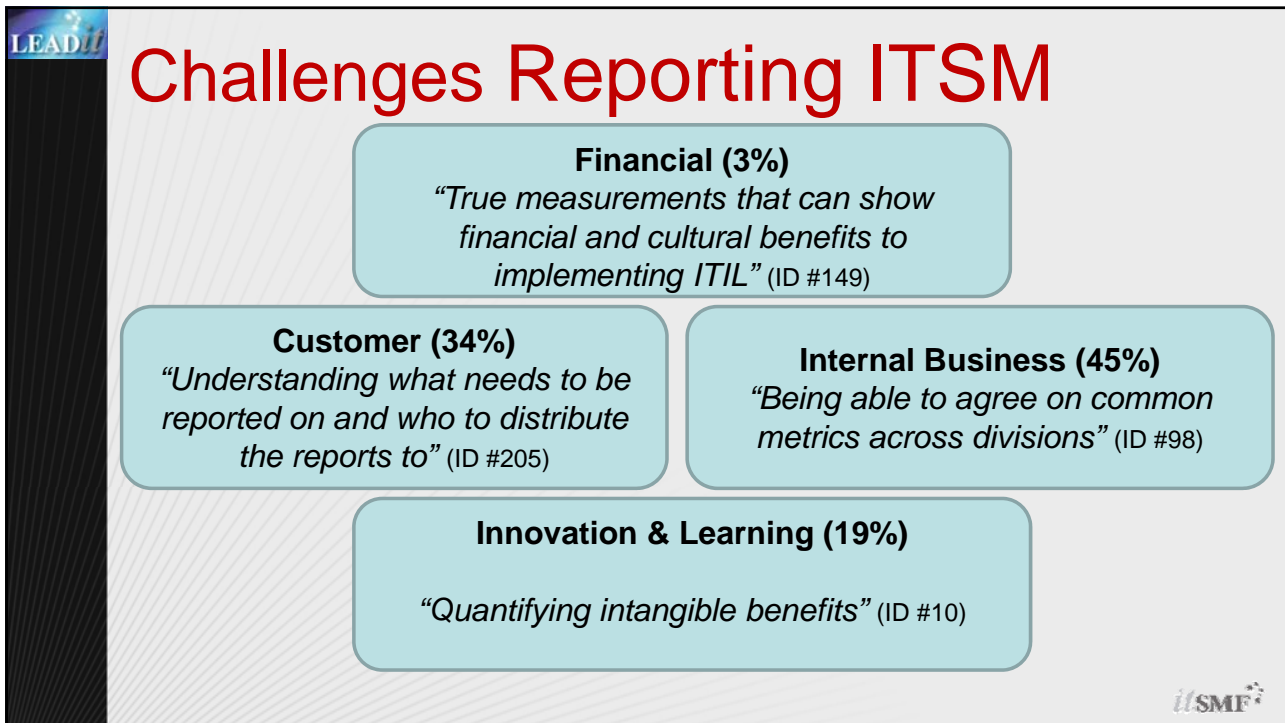 LEADit
Challenges Reporting ITSM
Financial (3%)
“True measurements that can show
financial and cultural benefits to
implementing ITIL” (ID #149)
Customer (34%)
“Understanding what needs to be
reported on and who to distribute
the reports to” (ID #205)
Internal Business (45%)
“Being able to agree on common
metrics across divisions” (ID #98)
Innovation & Learning (19%)
“Quantifying intangible benefits” (ID #10)
itSMF